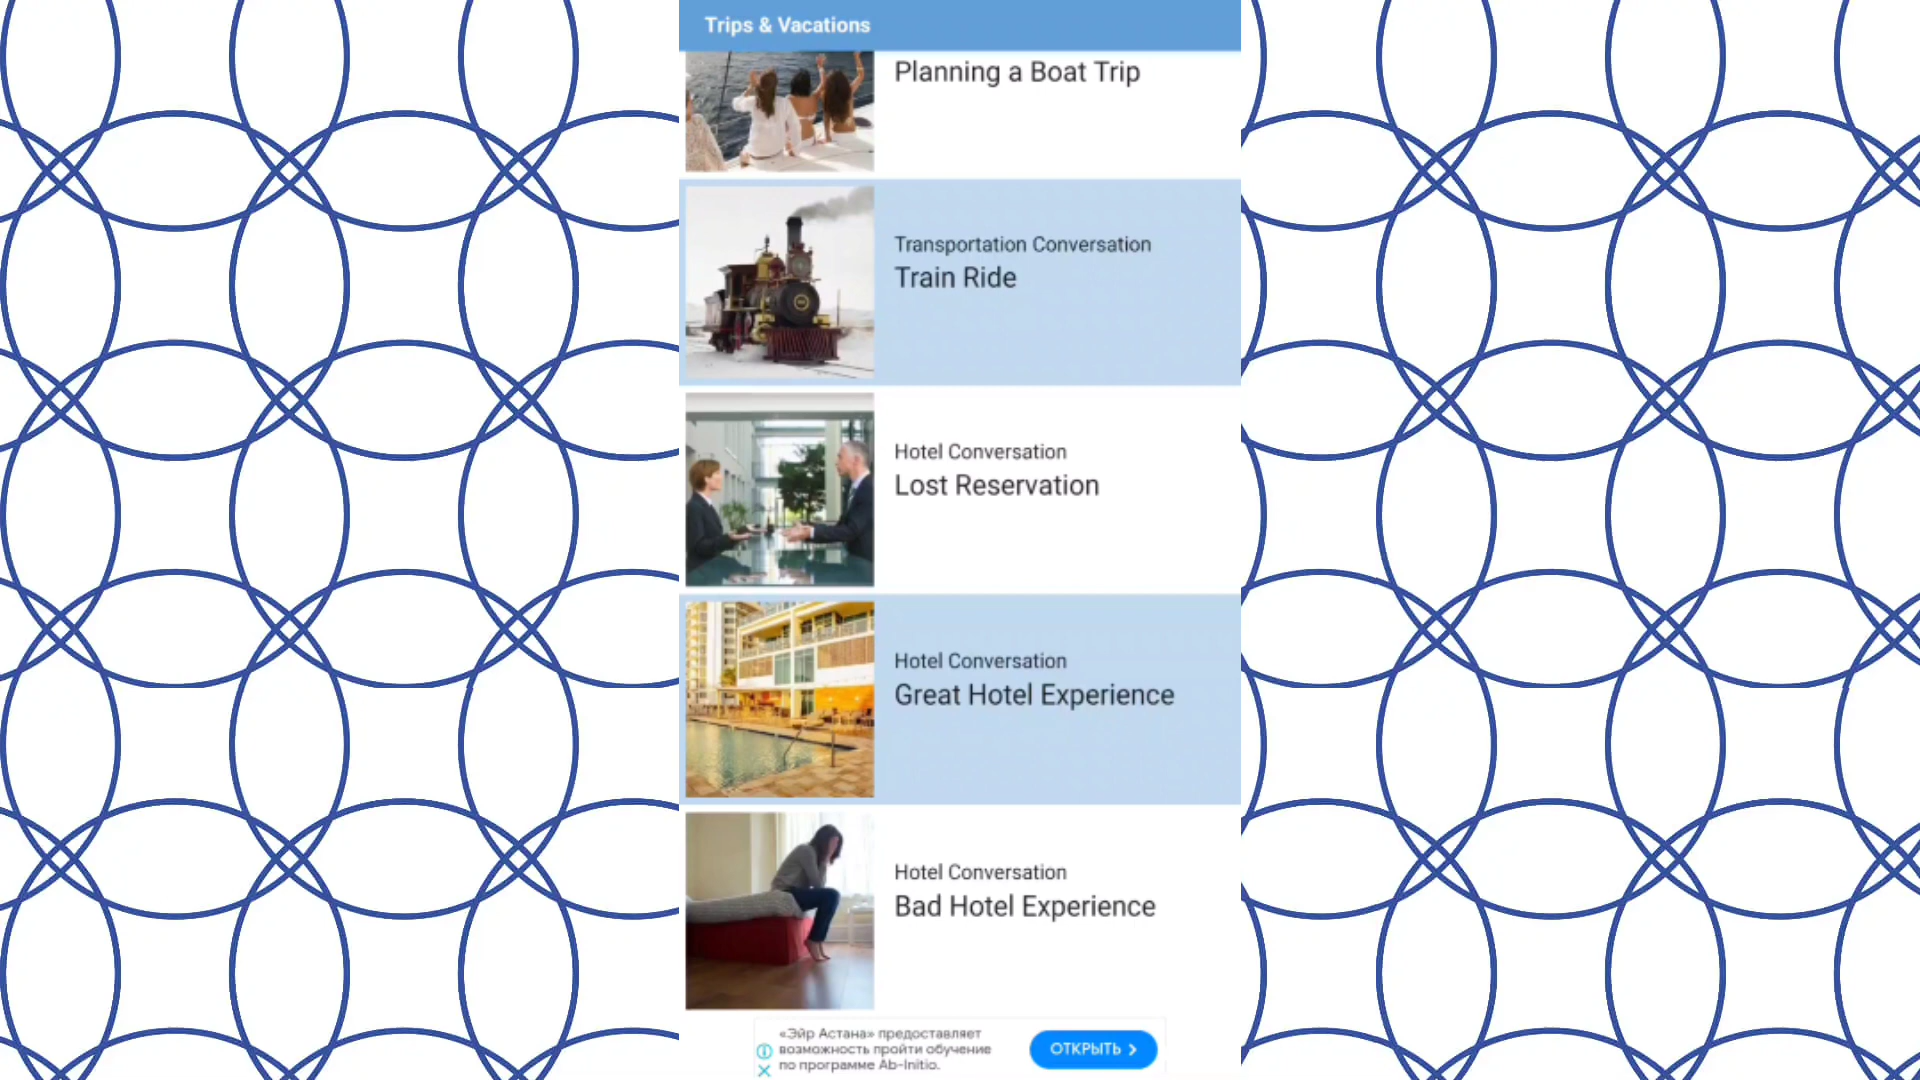 Trips & Vacations
Planning a Boat Trip
Transportation Conversation
Train Ride
Hotel Conversation
Lost Reservation
Hotel Conversation
Great Hotel Experience
Hotel Conversation
Bad Hotel Experience
«Эйр Астана» предоставляет
возможность пройти обучение
по программе Ab-Initio.
ОТКРЫТЬ